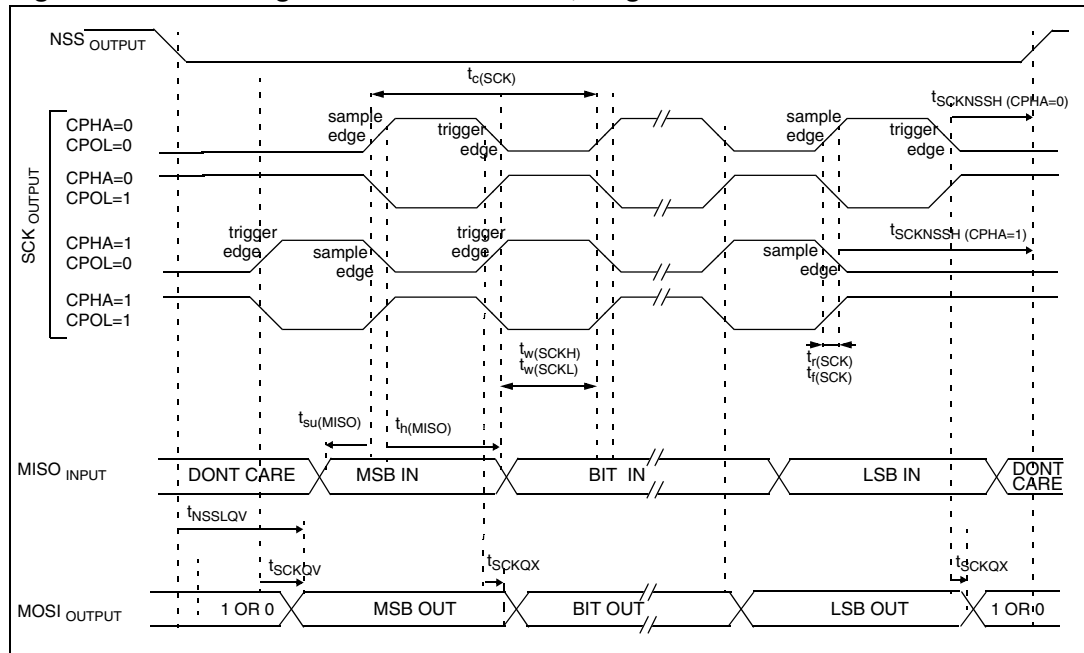 NSS OUTPUT
tc(SCK)
tSCKNSSH (CPHA=0)
SCK OUTPUT
CPHA=0
CPOL=0
sample
edge
trigger
edge
sample
edge
trigger
edge
CPHA=0
CPOL=1
CPHA=1
CPOL=0
trigger
edge
sample
edge
trigger
edge
sample
edge
tSCKNSSH (CPHA=1)
CPHA=1
CPOL=1
tw(SCKH)
tw(SCKL)
tr(SCK)
tf(SCK)
tsu(MISO)
th(MISO)
MISO INPUT
DONT CARE
MSB IN
BIT IN
LSB IN
DONT
CARE
tNSSLQV
tSCKQV
tSCKQX
tSCKQX
MOSI OUTPUT
1 OR 0
MSB OUT
BIT OUT
LSB OUT
1 OR 0